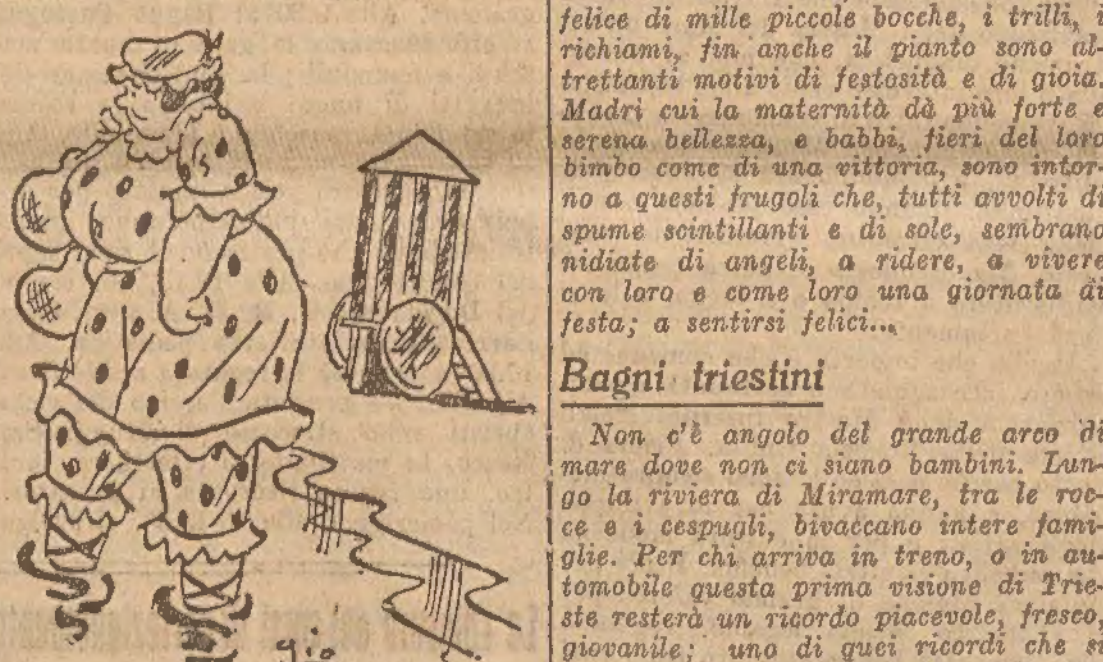 felice di mille piccole bocche, i trilli, i
richiami, fin anche il pianto sono al-
trettanti motivi di festosità e di gioia.
Madri cui la maternità dà più forte e
serena bellezza, e babbi, fieri del loro
bimbo come di una vittoria, sono intor-
no a questi frugoli che, tutti avvolti di
spume scintillanti e di sole, sembrano
nidiate di angeli, a ridere, a vivere
con loro e come loro una giornata di
festa; a sentirsi felici...
Bagni triestini
Non c'è angolo del grande arco di
mare dove non ci siano bambini. Lun-
go la riviera di Miramare, tra le roc-
ce e i cespugli, bivaccano intere fami-
glie. Per chi arriva in treno, o in au-
tomobile questa prima visione di Trie-
ste resterà un ricordo piacevole, fresco,
giovanile; uno di quei ricordi che si
gio